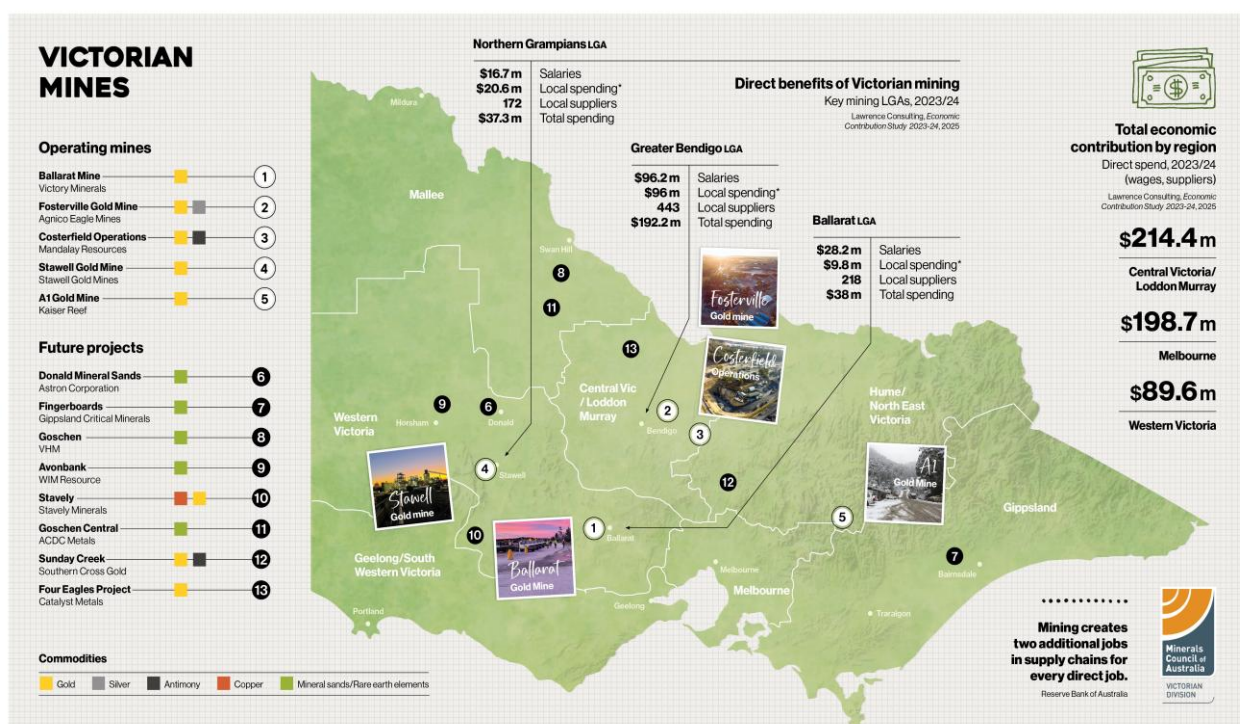 VICTORIAN
MINES
Operating mines
Ballarat Mine
Victory Minerals
1
Fosterville Gold Mine
Agnico Eagle Mines
2
Costerfield Operations
Mandalay Resources
3
Stawell Gold Mine
Stawell Gold Mines
4
A1 Gold Mine
Kaiser Reef
5
Future projects
Donald Mineral Sands
Astron Corporation
6
Fingerboards
Gippsland Critical Minerals
7
Goschen
VHM
8
Avonbank
WIM Resource
9
Stavely
Stavely Minerals
10
Goschen Central
ACDC Metals
11
Sunday Creek
Southern Cross Gold
12
Four Eagles Project
Catalyst Metals
13
Commodities
Gold
Silver
Antimony
Copper
Mineral sands/Rare earth elements
Northern Grampians LGA
$16.7 m Salaries
$20.6 m Local spending*
172 Local suppliers
$37.3 m Total spending
Direct benefits of Victorian mining
Key mining LGAs, 2023/24
Lawrence Consulting, Economic
Contribution Study 2023-24, 2025
Greater Bendigo LGA
$96.2 m Salaries
$96 m Local spending*
443 Local suppliers
$192.2 m Total spending
Ballarat LGA
$28.2 m Salaries
$9.8 m Local spending*
218 Local suppliers
$38 m Total spending
Mildura
Mallee
Swan Hill
8
11
13
Fosterville
Gold mine
Costerfield
Operations
Central Vic
/ Loddon
Murray
Hume/
North East
Victoria
Western
Victoria
9
Horsham
6
Donald
2
Bendigo
3
Stawell
Gold mine
4
Stawell
12
A1
Gold Mine
5
Gippsland
10
Ballarat
Gold Mine
1
Ballarat
Geelong/South
Western Victoria
7
Bairnsdale
Melbourne
Melbourne
Geelong
Portland
Traralgon
Total economic
contribution by region
Direct spend, 2023/24
(wages, suppliers)
Lawrence Consulting, Economic
Contribution Study 2023-24, 2025
$214.4 m
Central Victoria/
Loddon Murray
$198.7 m
Melbourne
$89.6 m
Western Victoria
Mining creates
two additional jobs
in supply chains for
every direct job.
Reserve Bank of Australia
Minerals
Council of
Australia
VICTORIAN
DIVISION